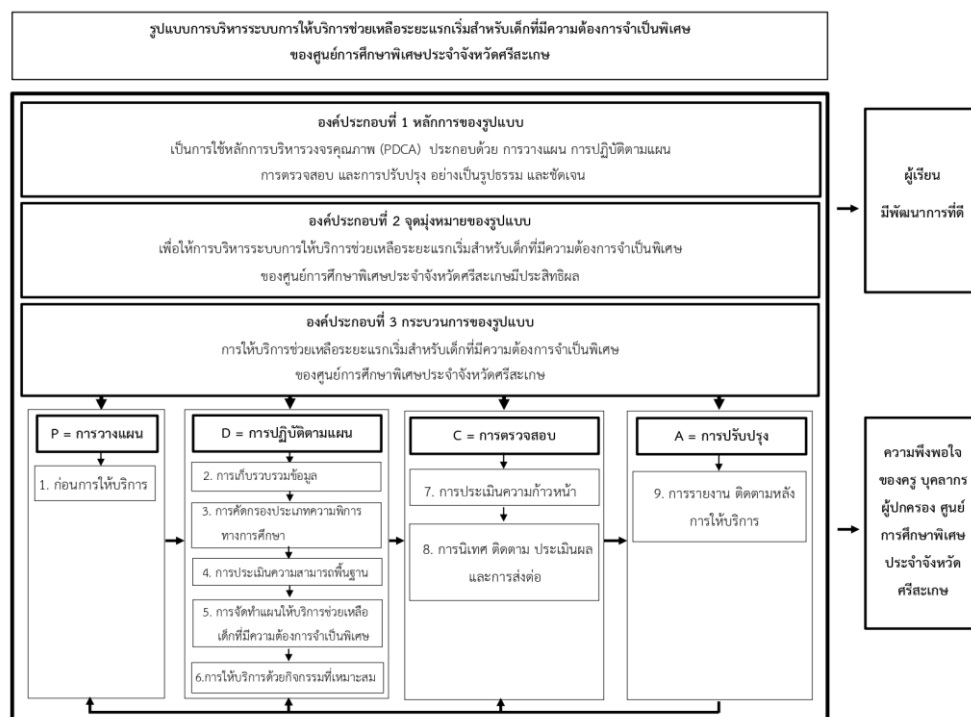 รูปแบบการบริหารระบบการให้บริการช่วยเหลือระยะแรกเริ่มสำหรับเด็กที่มีความต้องการจำเป็นพิเศษ
ของศูนย์การศึกษาพิเศษประจำจังหวัดศรีสะเกษ
องค์ประกอบที่ 1 หลักการของรูปแบบ
เป็นการใช้หลักการบริหารวงจรคุณภาพ (PDCA) ประกอบด้วย การวางแผน การปฏิบัติตามแผน
การตรวจสอบ และการปรับปรุง อย่างเป็นรูปธรรม และชัดเจน
องค์ประกอบที่ 2 จุดมุ่งหมายของรูปแบบ
เพื่อให้การบริหารระบบการให้บริการช่วยเหลือระยะแรกเริ่มสำหรับเด็กที่มีความต้องการจำเป็นพิเศษ
ของศูนย์การศึกษาพิเศษประจำจังหวัดศรีสะเกษมีประสิทธิผล
องค์ประกอบที่ 3 กระบวนการของรูปแบบ
การให้บริการช่วยเหลือระยะแรกเริ่มสำหรับเด็กที่มีความต้องการจำเป็นพิเศษ
ของศูนย์การศึกษาพิเศษประจำจังหวัดศรีสะเกษ
P = การวางแผน
1. ก่อนการให้บริการ
D = การปฏิบัติตามแผน
2. การเก็บรวบรวมข้อมูล
3. การคัดกรองประเภทความพิการ
ทางการศึกษา
4. การประเมินความสามารถพื้นฐาน
5. การจัดทำแผนให้บริการช่วยเหลือ
เด็กที่มีความต้องการจำเป็นพิเศษ
6.การให้บริการด้วยกิจกรรมที่เหมาะสม
C = การตรวจสอบ
7. การประเมินความก้าวหน้า
8. การนิเทศ ติดตาม ประเมินผล
และการส่งต่อ
A = การปรับปรุง
9. การรายงาน ติดตามหลัง
การให้บริการ
ผู้เรียน
มีพัฒนาการที่ดี
ความพึงพอใจ
ของครู บุคลากร
ผู้ปกครอง ศูนย์
การศึกษาพิเศษ
ประจำจังหวัด
ศรีสะเกษ